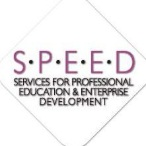 S•P•E•E•D
SERVICES FOR PROFESSIONAL
EDUCATION & ENTERPRISE
DEVELOPMENT